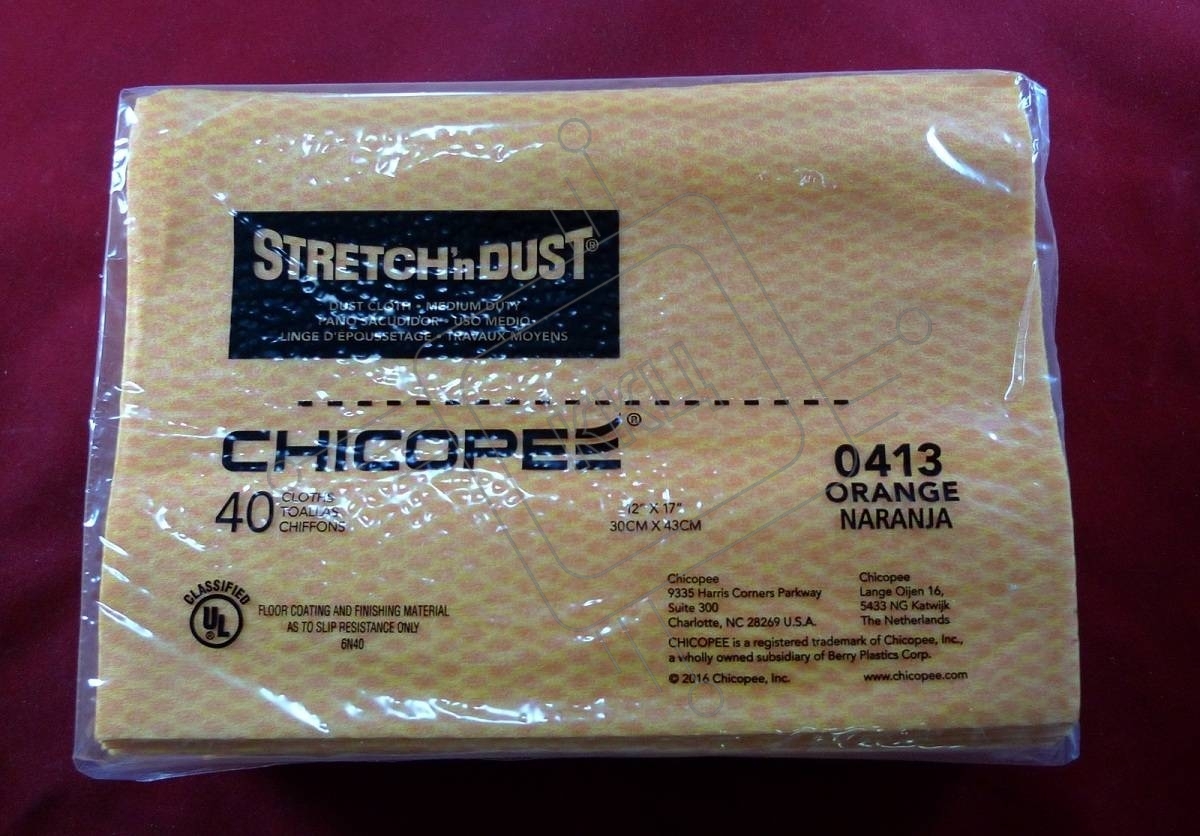 STRETCH'n DUST®
DUST CLOTH • MEDIUM DUTY
PAÑO SACUDIDOR • USO MEDIO
LINGE D'ÉPOUSSETAGE • TRAVAUX MOYENS
CHICOPEE®
40 CLOTHS
TOALLAS
CHIFFONS
12" X 17"
30CM X 43CM
0413
ORANGE
NARANJA
CLASSIFIED
UL®
FLOOR COATING AND FINISHING MATERIAL
AS TO SLIP RESISTANCE ONLY
6N40
Chicopee
9335 Harris Corners Parkway
Suite 300
Charlotte, NC 28269 U.S.A.
Chicopee
Lange Oijen 16,
5433 NG Katwijk
The Netherlands
CHICOPEE is a registered trademark of Chicopee, Inc.,
a wholly owned subsidiary of Berry Plastics Corp.
© 2016 Chicopee, Inc.
www.chicopee.com